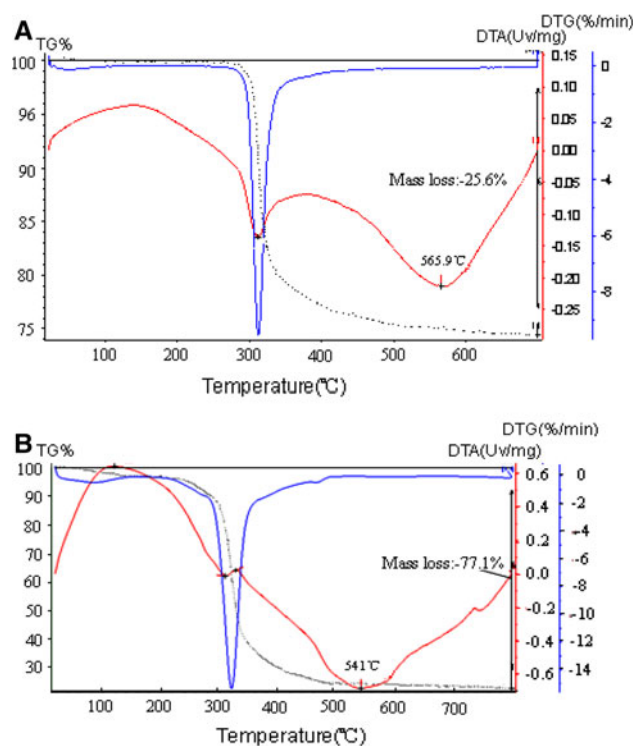 A
DTG(%/min)
TG% DTA(Uv/mg)
100 0.15 0
96 0.10
0.05 -2
90 0.00
Mass loss:-25.6% -0.05 -4
85 -0.10
-0.15 -6
565.9℃
80 -0.20
-0.25 -8
75
100 200 300 400 500 600
Temperature(℃)
B
DTG(%/min)
TG% DTA(Uv/mg)
100 0.6 0
90 0.4 -2
80 0.2 -4
70 -6
Mass loss:-77.1% 0.0
60 -8
50 -0.2 -10
40 -0.4 -12
541℃
30 -0.6 -14
100 200 300 400 500 600 700
Temperature(℃)